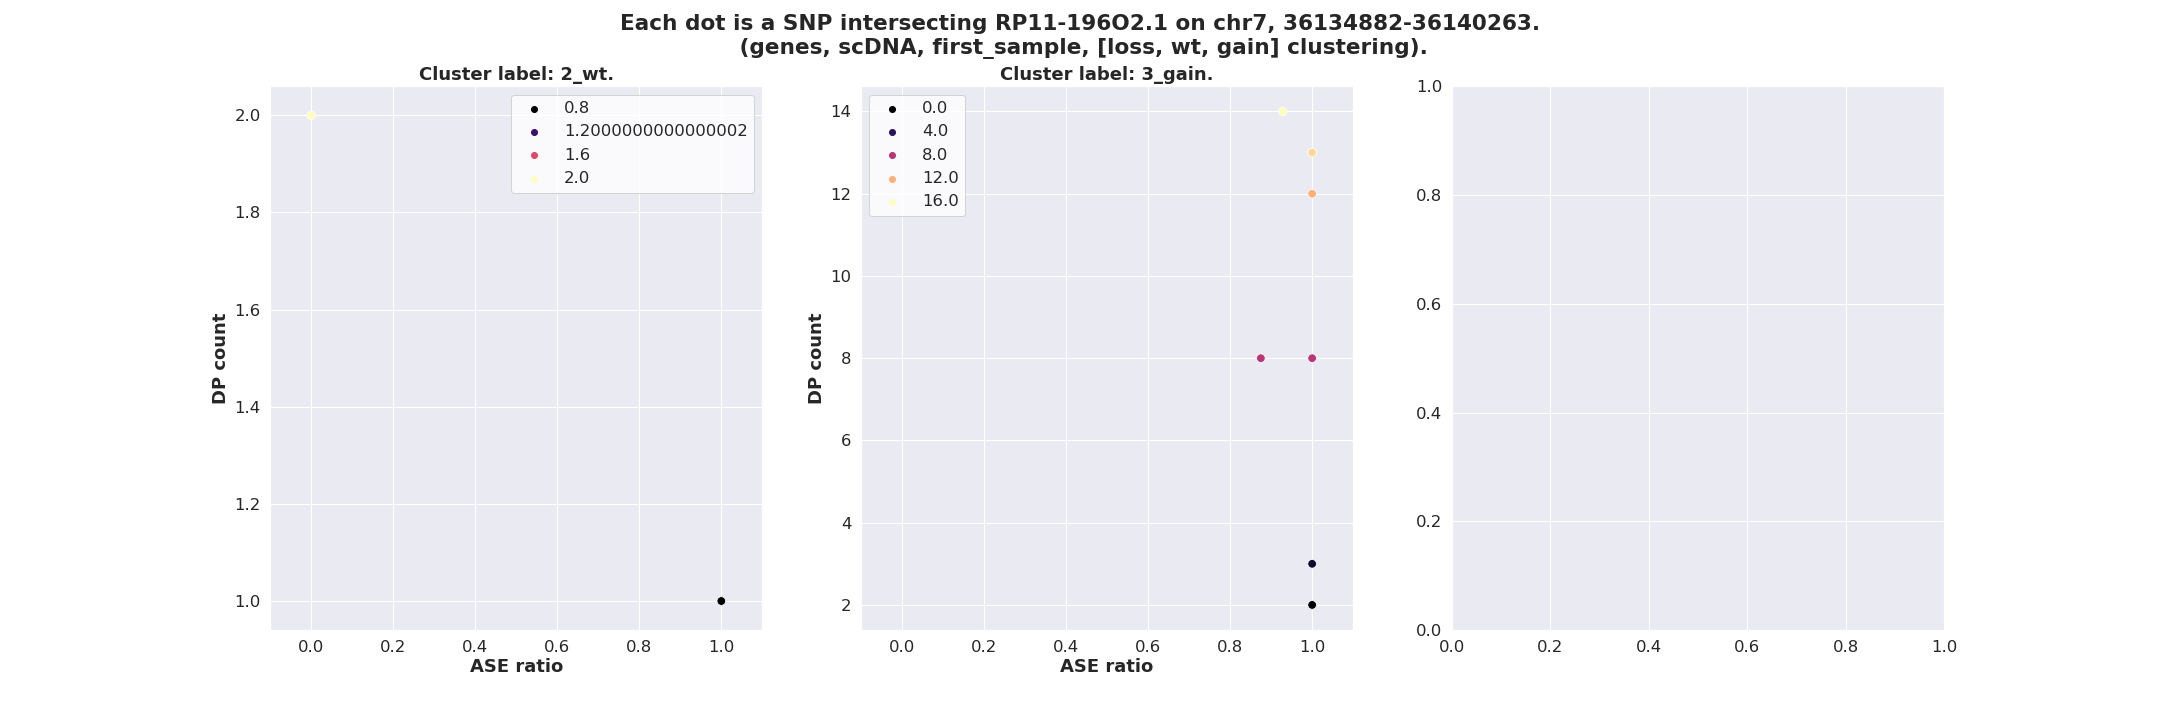 Each dot is a SNP intersecting RP11-196O2.1 on chr7, 36134882-36140263.
(genes, scDNA, first_sample, [loss, wt, gain] clustering).
Cluster label: 2_wt.
0.8
1.2000000000000002
1.6
2.0
2.0
1.8
1.6
1.4
1.2
1.0
DP count
0.0 0.2 0.4 0.6 0.8 1.0
ASE ratio
Cluster label: 3_gain.
0.0
4.0
8.0
12.0
16.0
14
12
10
8
6
4
2
DP count
0.0 0.2 0.4 0.6 0.8 1.0
ASE ratio
1.0
0.8
0.6
0.4
0.2
0.0
0.0 0.2 0.4 0.6 0.8 1.0